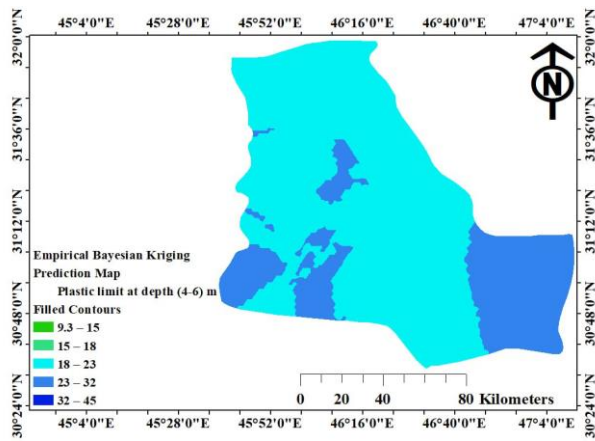 45°4'0"E 45°28'0"E 45°52'0"E 46°16'0"E 46°40'0"E 47°4'0"E
32°0'0"N 32°0'0"N
31°36'0"N 31°36'0"N
31°12'0"N 31°12'0"N
30°48'0"N 30°48'0"N
30°24'0"N 30°24'0"N
N
Empirical Bayesian Kriging
Prediction Map
Plastic limit at depth (4-6) m
Filled Contours
9.3 – 15
15 – 18
18 – 23
23 – 32
32 – 45
0 20 40 80 Kilometers
45°4'0"E 45°28'0"E 45°52'0"E 46°16'0"E 46°40'0"E 47°4'0"E